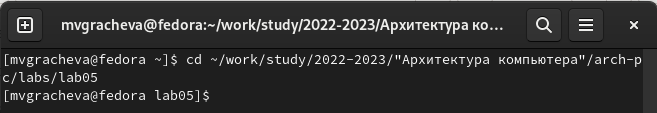 mvgracheva@fedora:~/work/study/2022-2023/Архитектура ко...
[mvgracheva@fedora ~]$ cd ~/work/study/2022-2023/"Архитектура компьютера"/arch-p
c/labs/lab05
[mvgracheva@fedora lab05]$